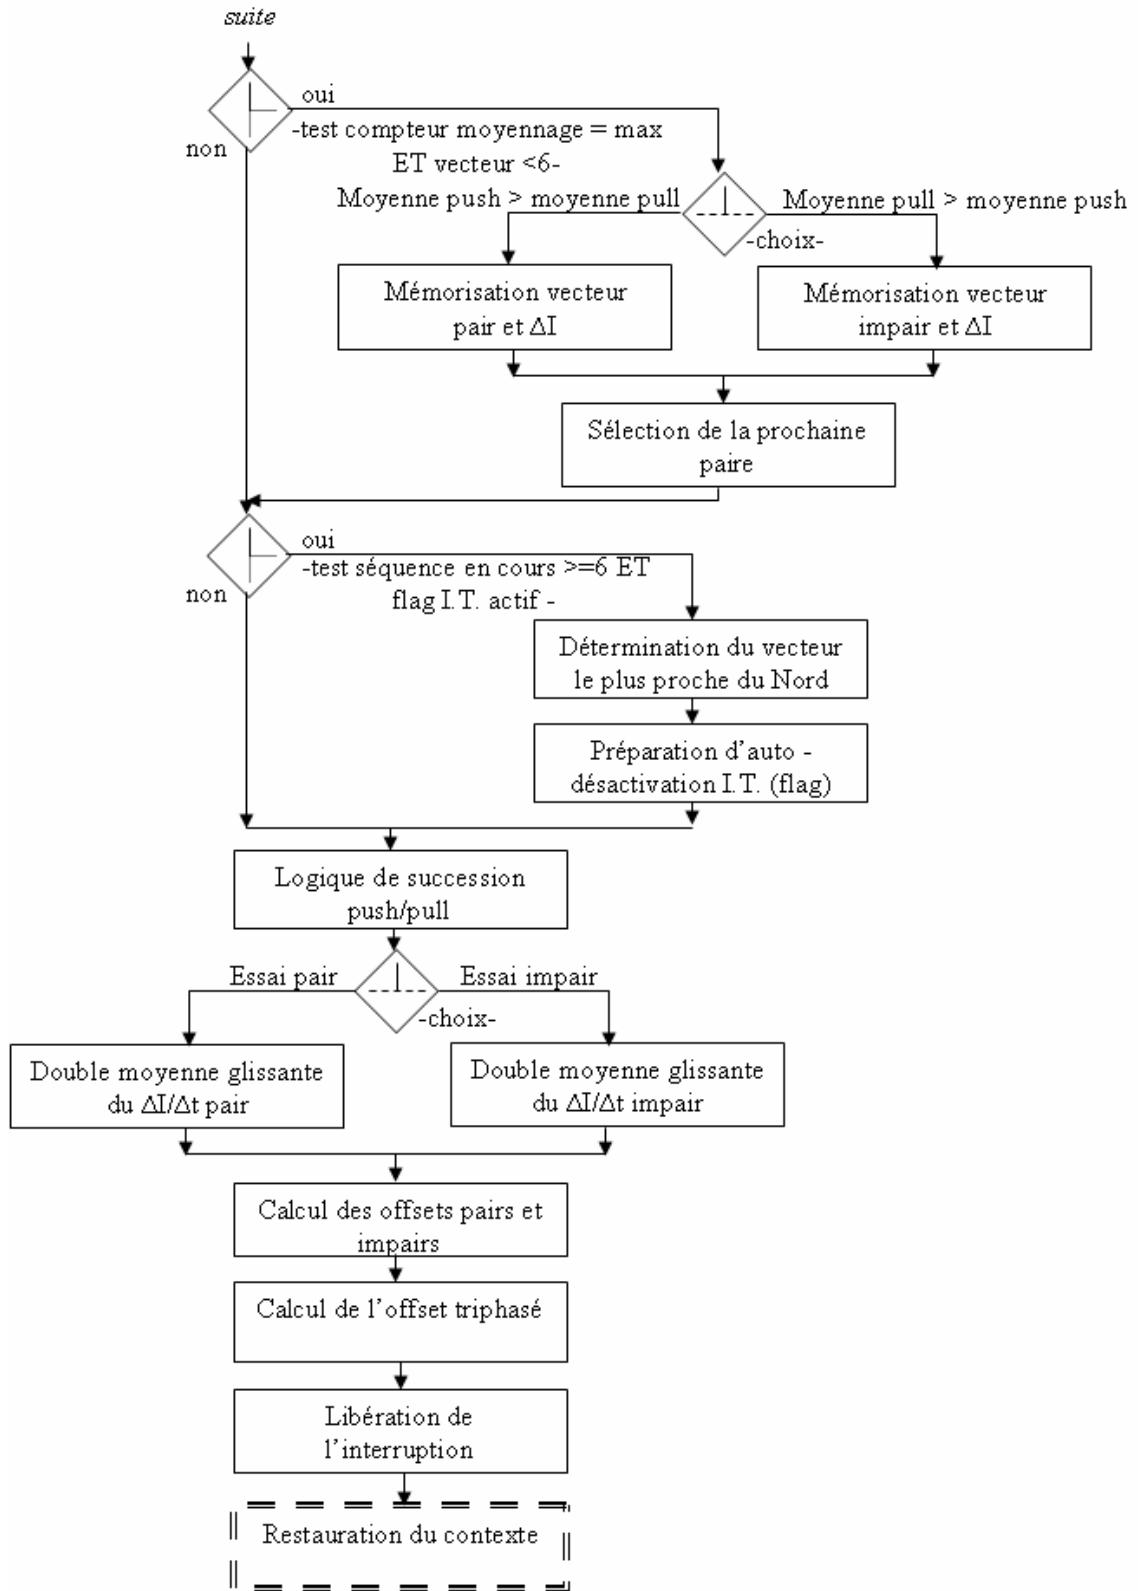 suite
oui
-test compteur moyennage = max
non
ET vecteur <6-
Moyenne push > moyenne pull
Moyenne pull > moyenne push
-choix-
Mémorisation vecteur
pair et ΔI
Mémorisation vecteur
impair et ΔI
Sélection de la prochaine
paire
oui
-test séquence en cours >=6 ET
non
flag I.T. actif -
Détermination du vecteur
le plus proche du Nord
Préparation d'auto -
désactivation I.T. (flag)
Logique de succession
push/pull
Essai pair
Essai impair
-choix-
Double moyenne glissante
du ΔI/Δt pair
Double moyenne glissante
du ΔI/Δt impair
Calcul des offsets pairs et
impairs
Calcul de l'offset triphasé
Libération de
l'interruption
Restauration du contexte